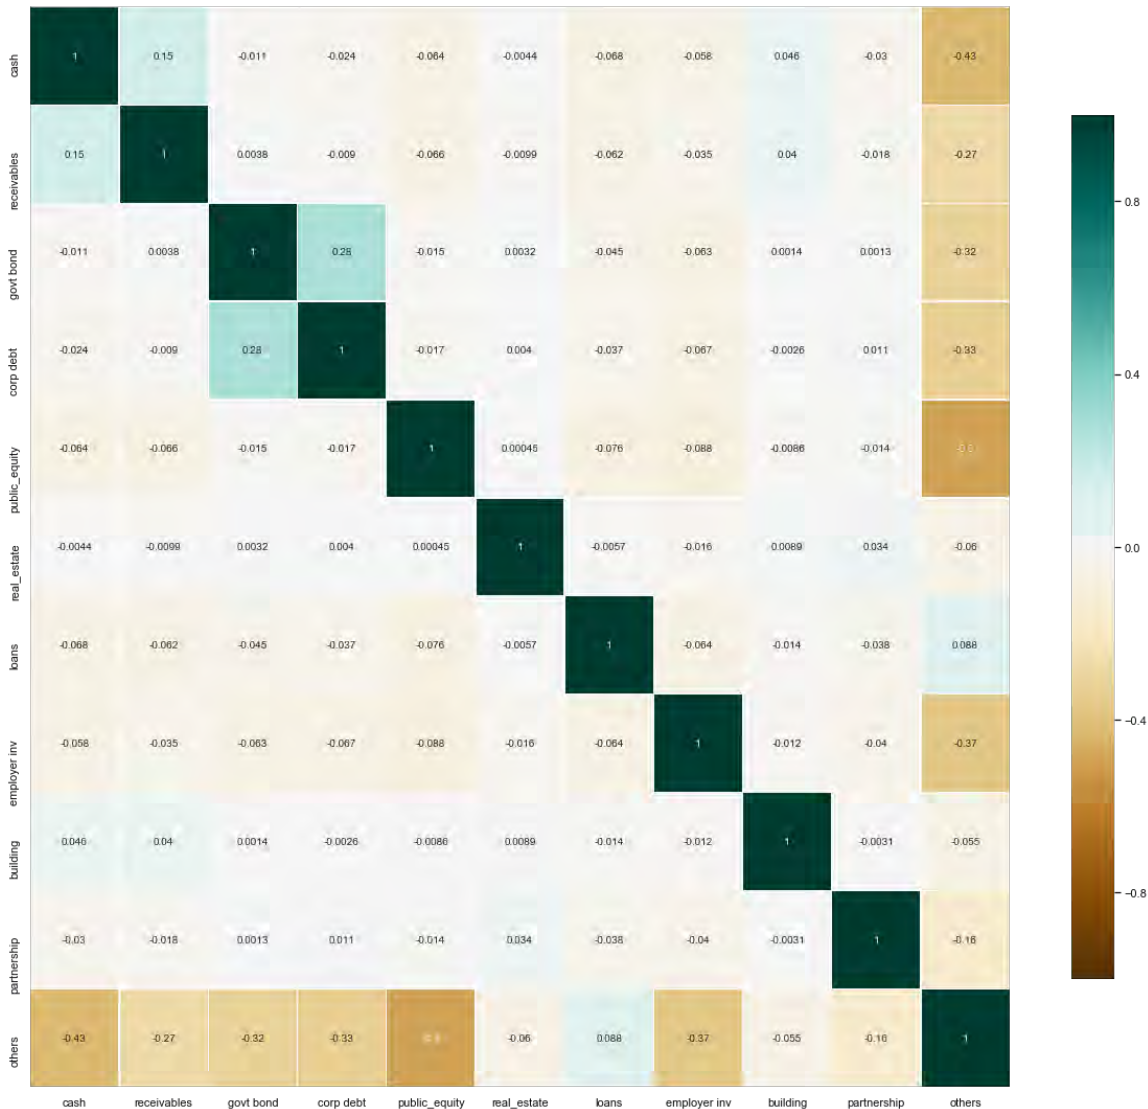 cash 1 0.15 -0.011 -0.024 -0.064 -0.0044 -0.068 -0.058 0.046 -0.03 -0.43
receivables 0.15 1 0.0038 -0.009 -0.066 -0.0099 -0.062 -0.035 0.04 -0.018 -0.27
0.8
govt bond -0.011 0.0038 1 0.28 -0.015 0.0032 -0.045 -0.063 0.0014 0.0013 -0.32
corp debt -0.024 -0.009 0.28 1 -0.017 0.004 -0.037 -0.067 -0.0026 0.011 -0.33
0.4
public_equity -0.064 -0.066 -0.015 -0.017 1 0.00045 -0.076 -0.088 -0.0086 -0.014
real_estate -0.0044 -0.0099 0.0032 0.004 0.00045 1 -0.0057 -0.016 0.0089 0.034 -0.06
0.0
loans -0.068 -0.062 -0.045 -0.037 -0.076 -0.0057 1 -0.064 -0.014 -0.038 0.088
-0.4
employer inv -0.058 -0.035 -0.063 -0.067 -0.088 -0.016 -0.064 1 -0.012 -0.04 -0.37
building 0.046 0.04 0.0014 -0.0026 -0.0086 0.0089 -0.014 -0.012 1 -0.0031 -0.055
-0.8
partnership -0.03 -0.018 0.0013 0.011 -0.014 0.034 -0.038 -0.04 -0.0031 1 -0.16
others -0.43 -0.27 -0.32 -0.33 -0.06 0.088 -0.37 -0.055 -0.16 1
cash receivables govt bond corp debt public_equity real_estate loans employer inv building partnership others